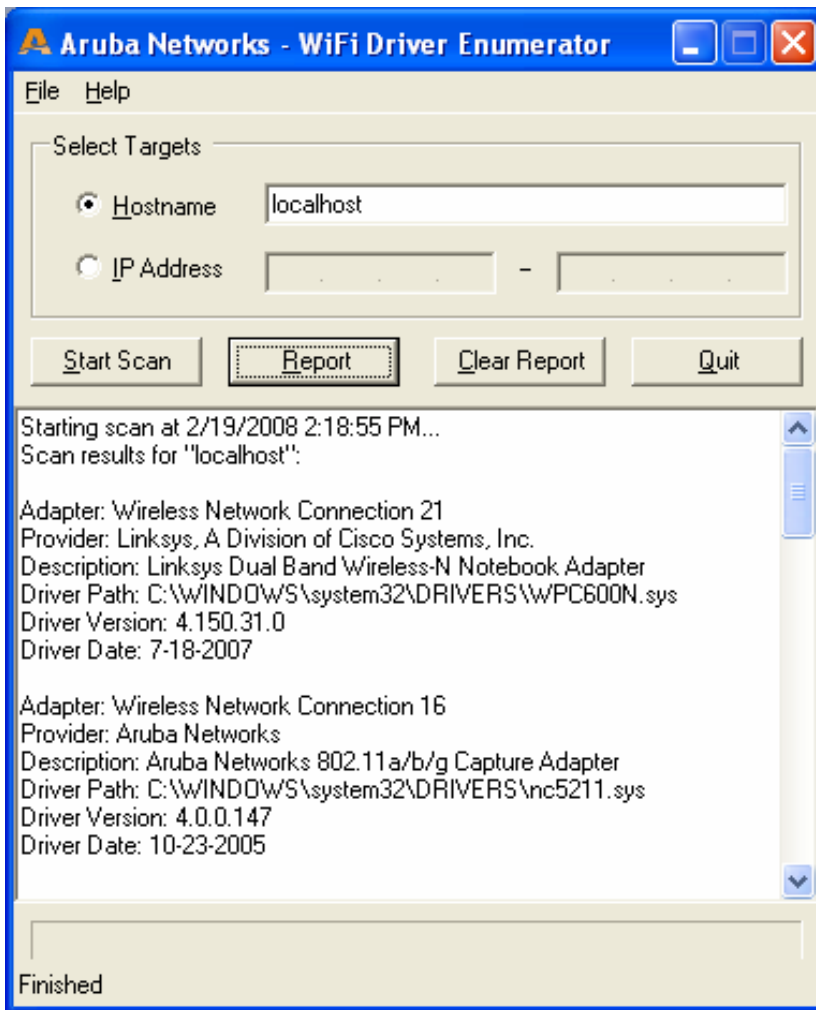 Aruba Networks - WiFi Driver Enumerator
File Help
Select Targets
Hostname localhost
IP Address . . . - . . .
Start Scan Report Clear Report Quit
Starting scan at 2/19/2008 2:18:55 PM...
Scan results for "localhost":
Adapter: Wireless Network Connection 21
Provider: Linksys, A Division of Cisco Systems, Inc.
Description: Linksys Dual Band Wireless-N Notebook Adapter
Driver Path: C:\WINDOWS\system32\DRIVERS\WPC600N.sys
Driver Version: 4.150.31.0
Driver Date: 7-18-2007
Adapter: Wireless Network Connection 16
Provider: Aruba Networks
Description: Aruba Networks 802.11a/b/g Capture Adapter
Driver Path: C:\WINDOWS\system32\DRIVERS\nc5211.sys
Driver Version: 4.0.0.147
Driver Date: 10-23-2005
Finished